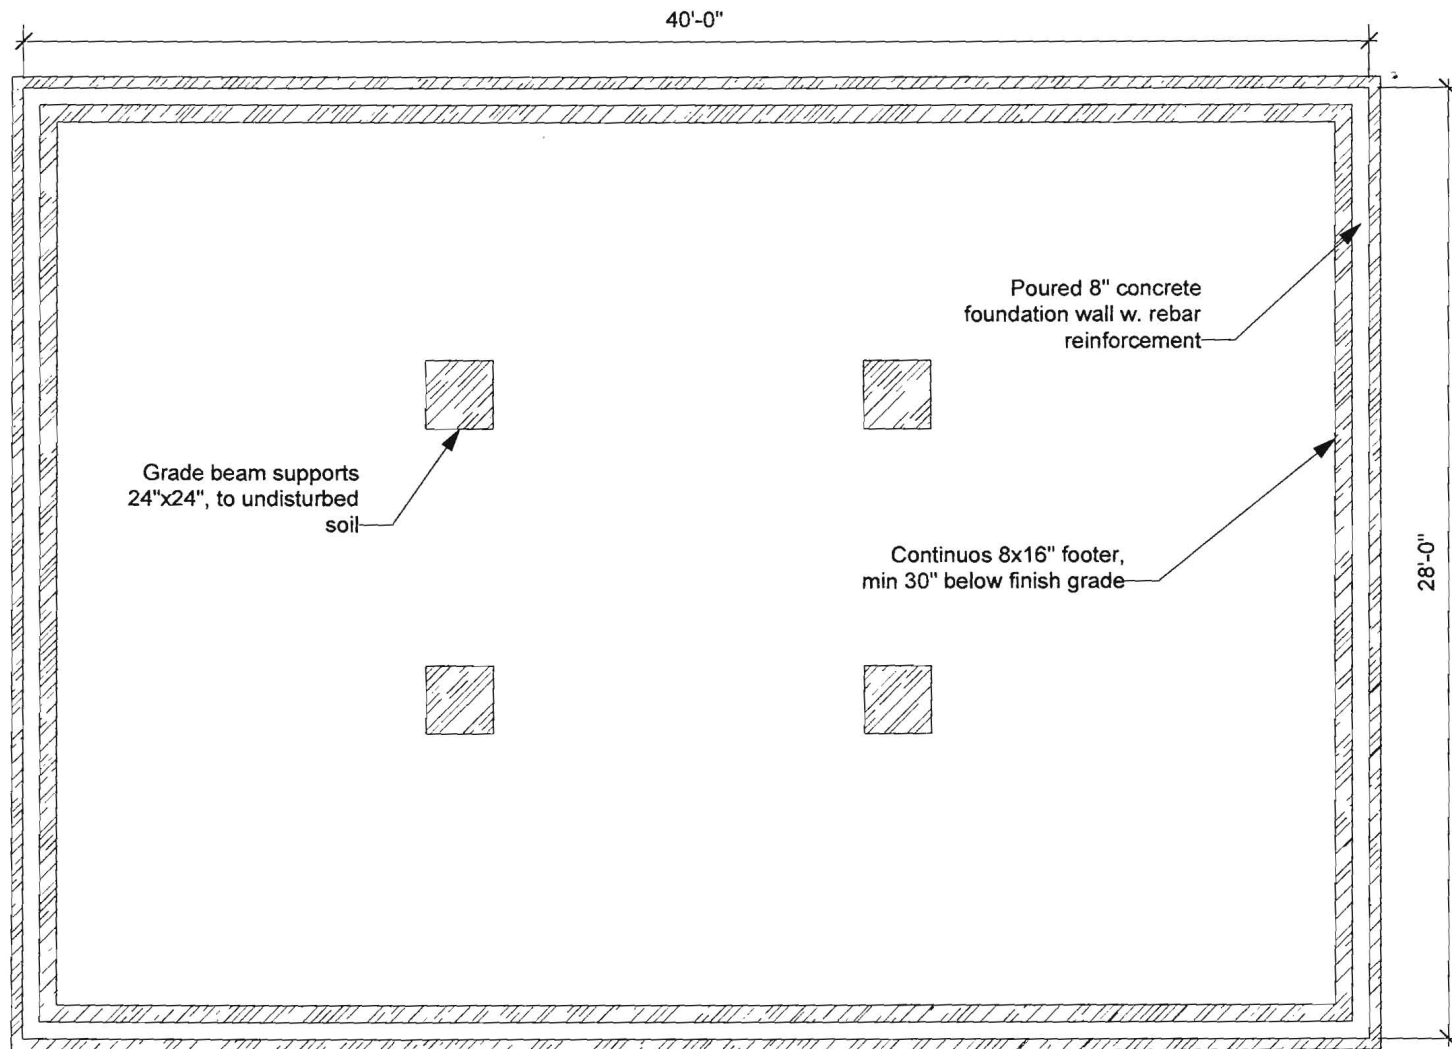 40'-0"
Poured 8" concrete
foundation wall w. rebar
reinforcement
Grade beam supports
24"x24", to undisturbed
soil
Continuos 8x16" footer,
min 30" below finish grade
28'-0"